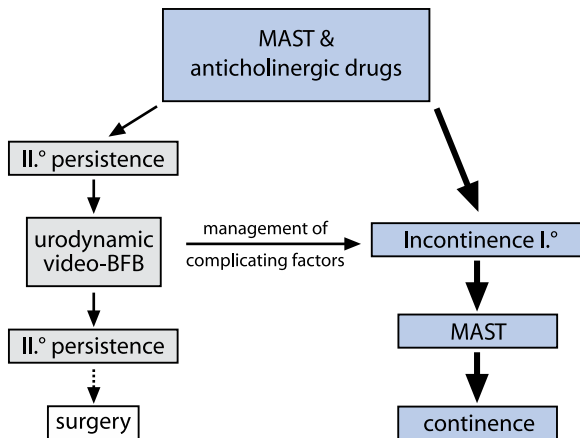 MAST &
anticholinergic drugs
II.° persistence
urodynamic
video-BFB
management of
complicating factors
Incontinence I.°
II.° persistence
MAST
surgery
continence